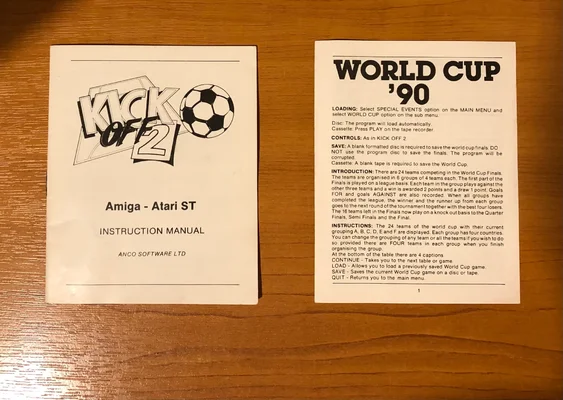 KICK
OFF 2
Amiga - Atari ST
INSTRUCTION MANUAL
ANCO SOFTWARE LTD
WORLD CUP
'90
LOADING: Select SPECIAL EVENTS option on the MAIN MENU and
select WORLD CUP option on the sub menu.
Disc: The program will load automatically.
Cassette: Press PLAY on the tape recorder.
CONTROLS: As in KICK OFF 2
SAVE: A blank formatted disc is required to save the world cup finals. DO
NOT use the program disc to save the finals. The program will be
corrupted.
Cassette: A blank tape is required to save the World Cup.
INTRODUCTION: There are 24 teams competing in the World Cup Finals.
The teams are organised in 6 groups of 4 teams each. The first part of the
Finals is played on a league basis. Each team in the group plays against the
other three teams and a win is awarded 2 points and a draw 1 point. Goals
FOR and goals AGAINST are also recorded. When all groups have
completed the league, the winner and the runner up from each group
goes to the next round of the tournament together with the best four losers.
The 16 teams left in the Finals now play on a knock out basis to the Quarter
Finals, Semi Finals and the Final.
INSTRUCTIONS: The 24 teams of the world cup with their current
grouping A, B, C, D, E and F are displayed. Each group has four countries.
You can change the grouping of any team or all the teams if you wish to do
so provided there are FOUR teams in each group when you finish
organising the group.
At the bottom of the table there are 4 captions
CONTINUE - Takes you to the next table or game
LOAD - Allows you to load a previously saved World Cup game.
SAVE - Saves the current World Cup game on a disc or tape.
QUIT - Returns you to the main menu.
1